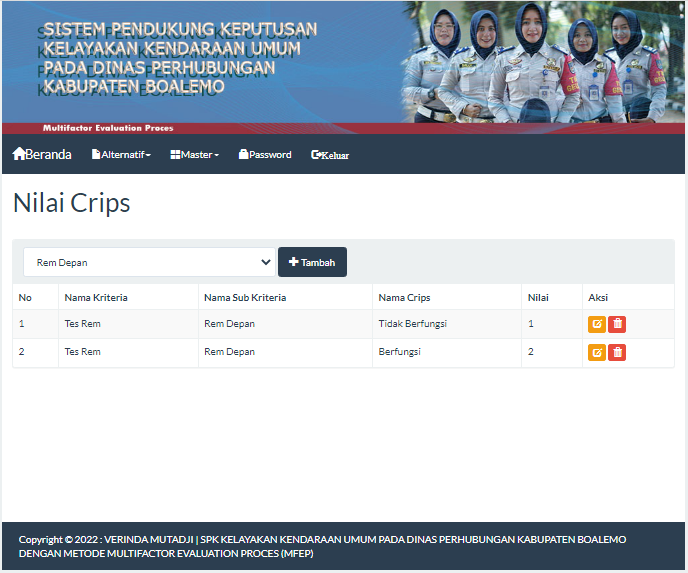 SISTEM PENDUKUNG KEPUTUSAN
KELAYAKAN KENDARAAN UMUM
PADA DINAS PERHUBUNGAN
KABUPATEN BOALEMO
Multifactor Evaluation Proces
Beranda Alternatif Master Password Keluar
Nilai Crips
Rem Depan Tambah
No Nama Kriteria Nama Sub Kriteria Nama Crips Nilai Aksi
1 Tes Rem Rem Depan Tidak Berfungsi 1
2 Tes Rem Rem Depan Berfungsi 2
Copyright © 2022 : VERINDA MUTADJI | SPK KELAYAKAN KENDARAAN UMUM PADA DINAS PERHUBUNGAN KABUPATEN BOALEMO
DENGAN METODE MULTIFACTOR EVALUATION PROCES (MFEP)